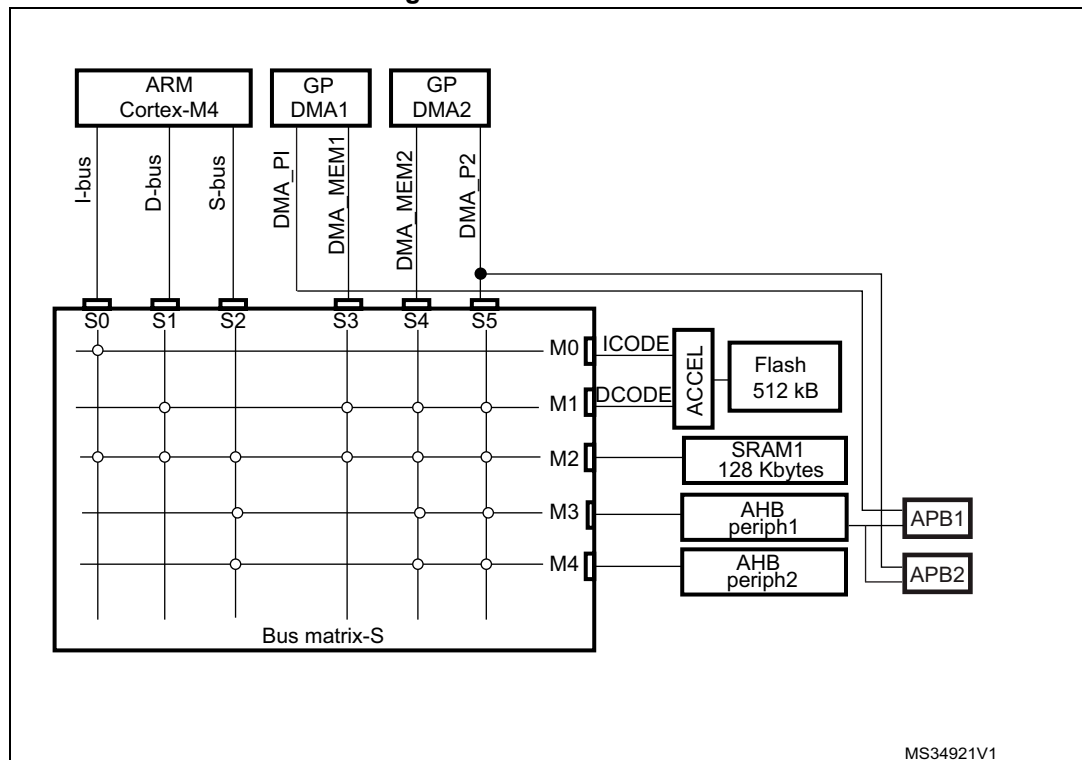 ARM
Cortex-M4
GP
DMA1
GP
DMA2
I-bus
D-bus
S-bus
DMA_PI
DMA_MEM1
DMA_MEM2
DMA_P2
S0 S1 S2 S3 S4 S5
M0 ICODE
M1 DCODE
ACCEL
Flash
512 kB
M2
SRAM1
128 Kbytes
M3
AHB
periph1
APB1
M4
AHB
periph2
APB2
Bus matrix-S
MS34921V1